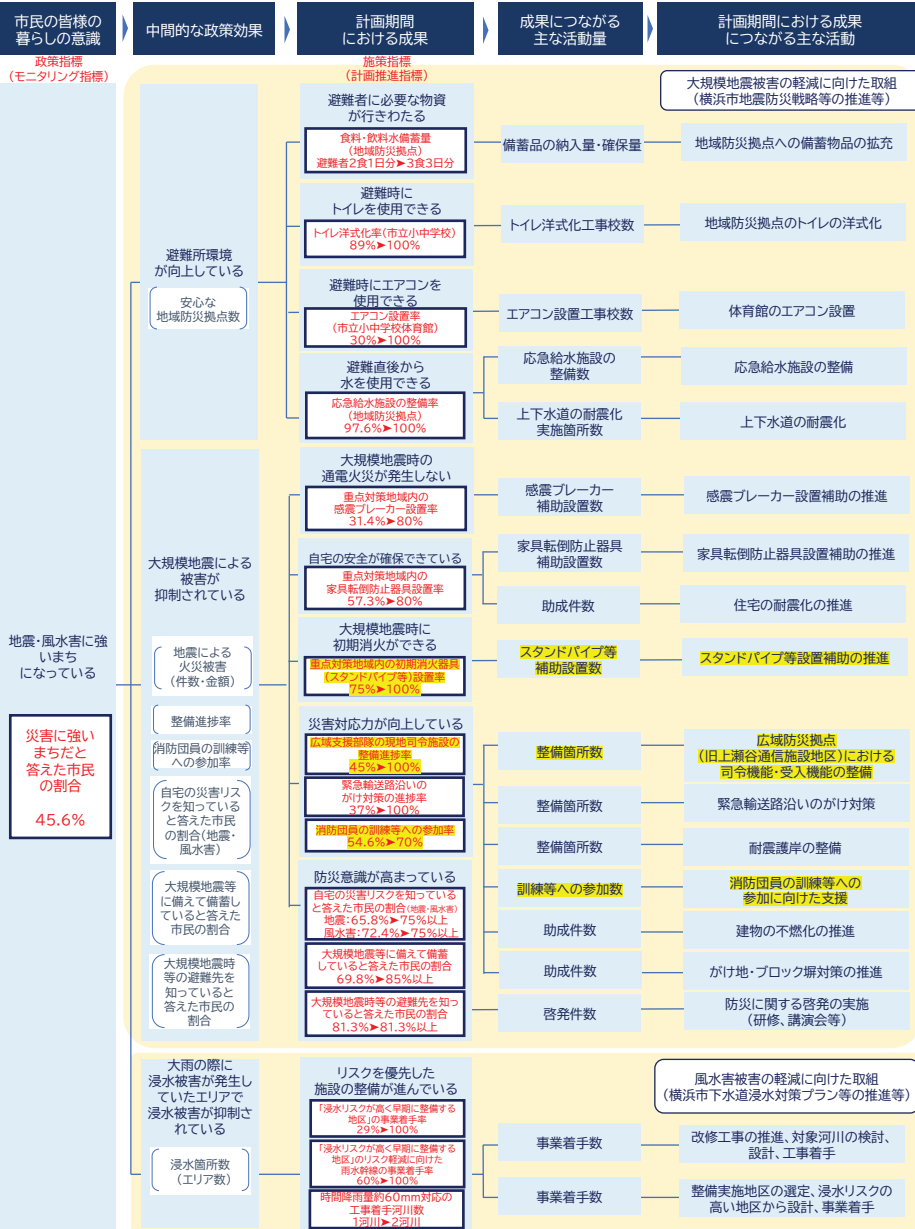 市民の皆様の
暮らしの意識
中間的な政策効果
計画期間
における成果
成果につながる
主な活動量
計画期間における成果
につながる主な活動
政策指標
(モニタリング指標)
施策指標
(計画推進指標)
大規模地震被害の軽減に向けた取組
(横浜市地震防災戦略等の推進等)
地震・風水害に強
いまち
になっている
災害に強い
まちだと
答えた市民
の割合
45.6%
避難所環境
が向上している
安心な
地域防災拠点数
避難者に必要な物資
が行きわたる
食料・飲料水備蓄量
(地域防災拠点)
避難者2食1日分➤3食3日分
備蓄品の納入量・確保量
地域防災拠点への備蓄物品の拡充
避難時に
トイレを使用できる
トイレ洋式化率(市立小中学校)
89%➤100%
トイレ洋式化工事校数
地域防災拠点のトイレの洋式化
避難時にエアコンを
使用できる
エアコン設置率
(市立小中学校体育館)
30%➤100%
エアコン設置工事校数
体育館のエアコン設置
避難直後から
水を使用できる
応急給水施設の整備率
(地域防災拠点)
97.6%➤100%
応急給水施設の
整備数
応急給水施設の整備
上下水道の耐震化
実施箇所数
上下水道の耐震化
大規模地震による
被害が
抑制されている
地震による
火災被害
(件数・金額)
整備進捗率
消防団員の訓練等
への参加率
自宅の災害リス
クを知っている
と答えた市民
の割合(地震・
風水害)
大規模地震等
に備えて備蓄
していると答えた
市民の割合
大規模地震時
等の避難先を
知っていると
答えた市民の
割合
大規模地震時の
通電火災が発生しない
重点対策地域内の
感震ブレーカー設置率
31.4%➤80%
感震ブレーカー
補助設置数
感震ブレーカー設置補助の推進
自宅の安全が確保できている
重点対策地域内の
家具転倒防止器具設置率
57.3%➤80%
家具転倒防止器具
補助設置数
家具転倒防止器具設置補助の推進
助成件数
住宅の耐震化の推進
大規模地震時に
初期消火ができる
重点対策地域内の初期消火器具
(スタンドパイプ等)設置率
75%➤100%
スタンドパイプ等
補助設置数
スタンドパイプ等設置補助の推進
災害対応力が向上している
広域支援部隊の現地司令施設の
整備進捗率
45%➤100%
緊急輸送路沿いの
がけ対策の進捗率
37%➤100%
消防団員の訓練等への参加率
54.6%➤70%
防災意識が高まっている
自宅の災害リスクを知っている
と答えた市民の割合(地震・風水害)
地震:65.8%➤75%以上
風水害:72.4%➤75%以上
大規模地震等に備えて備蓄
していると答えた市民の割合
69.8%➤85%以上
大規模地震時等の避難先を知っ
ていると答えた市民の割合
81.3%➤81.3%以上
整備箇所数
広域防災拠点
(旧上瀬谷通信施設地区)における
司令機能・受入機能の整備
整備箇所数
緊急輸送路沿いのがけ対策
整備箇所数
耐震護岸の整備
訓練等への参加数
消防団員の訓練等への
参加に向けた支援
助成件数
建物の不燃化の推進
助成件数
がけ地・ブロック塀対策の推進
啓発件数
防災に関する啓発の実施
(研修、講演会等)
大雨の際に
浸水被害が発生し
ていたエリアで
浸水被害が抑制さ
れている
浸水箇所数
(エリア数)
リスクを優先した
施設の整備が進んでいる
「浸水リスクが高く早期に整備する
地区」の事業着手率
29%➤100%
「浸水リスクが高く早期に整備する
地区」のリスク軽減に向けた
雨水幹線の事業着手率
60%➤100%
時間降雨量約60mm対応の
工事着手河川数
1河川➤2河川
風水害被害の軽減に向けた取組
(横浜市下水道浸水対策プラン等の推進等)
事業着手数
改修工事の推進、対象河川の検討、
設計、工事着手
事業着手数
整備実施地区の選定、浸水リスクの
高い地区から設計、事業着手